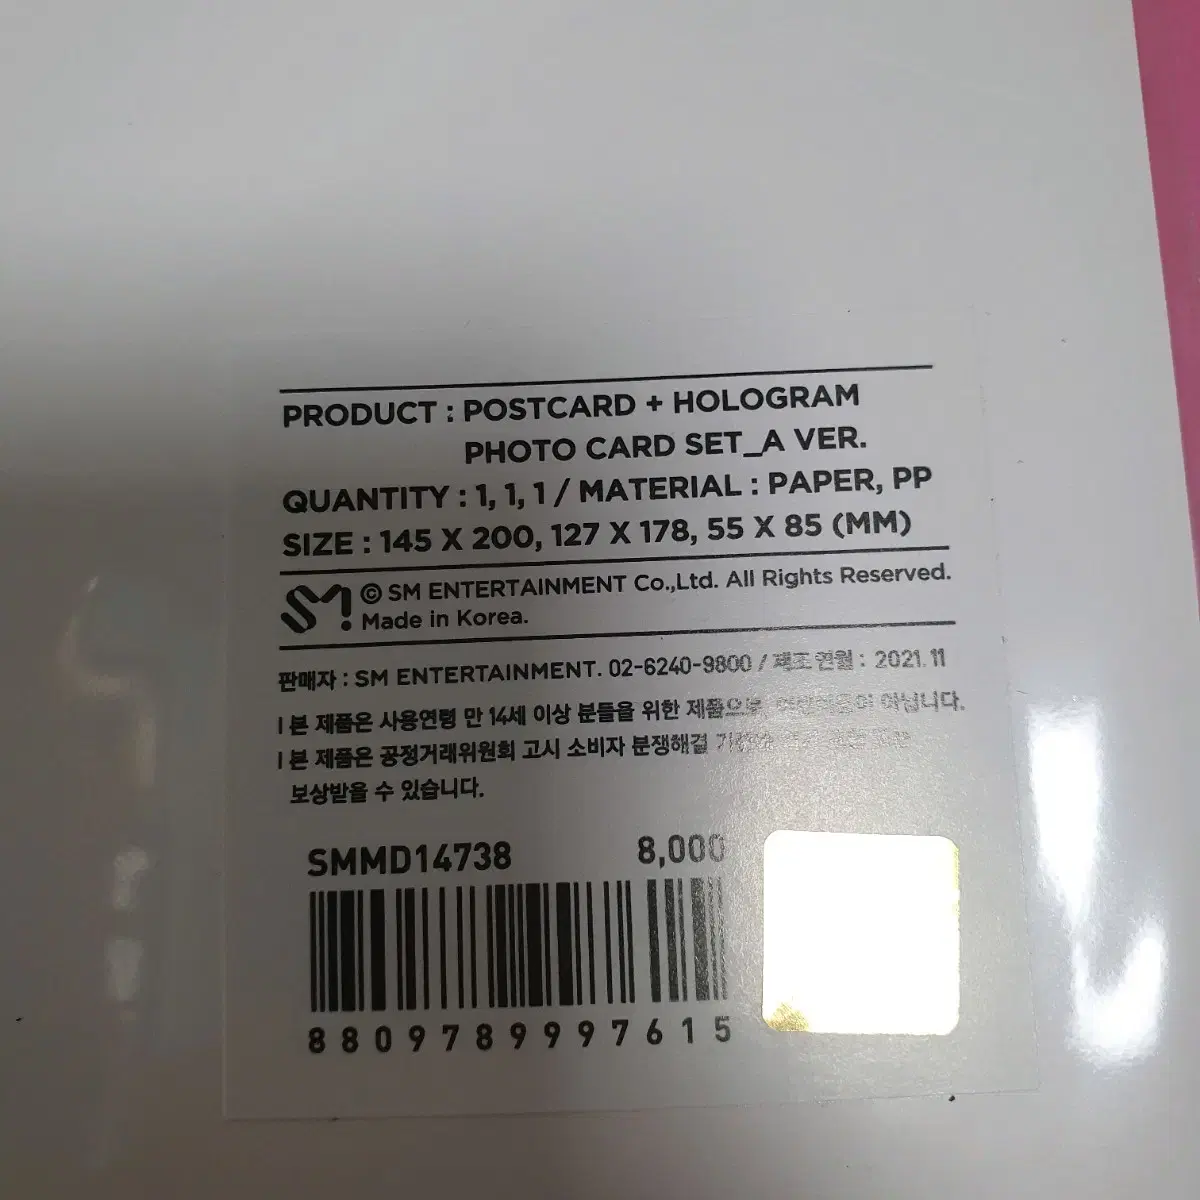 PRODUCT : POSTCARD + HOLOGRAM
PHOTO CARD SET_A VER.
QUANTITY : 1, 1, 1 / MATERIAL : PAPER, PP
SIZE : 145 X 200, 127 X 178, 55 X 85 (MM)
SM © SM ENTERTAINMENT Co.,Ltd. All Rights Reserved.
Made in Korea.
판매자 : SM ENTERTAINMENT. 02-6240-9800 / 제조연월 : 2021.11
l 본 제품은 사용연령 만 14세 이상 분들을 위한 제품으로, 아닙니다.
l 본 제품은 공정거래위원회 고시 소비자 분쟁해결
보상받을 수 있습니다.
SMMD14738 8,000
8809789997615